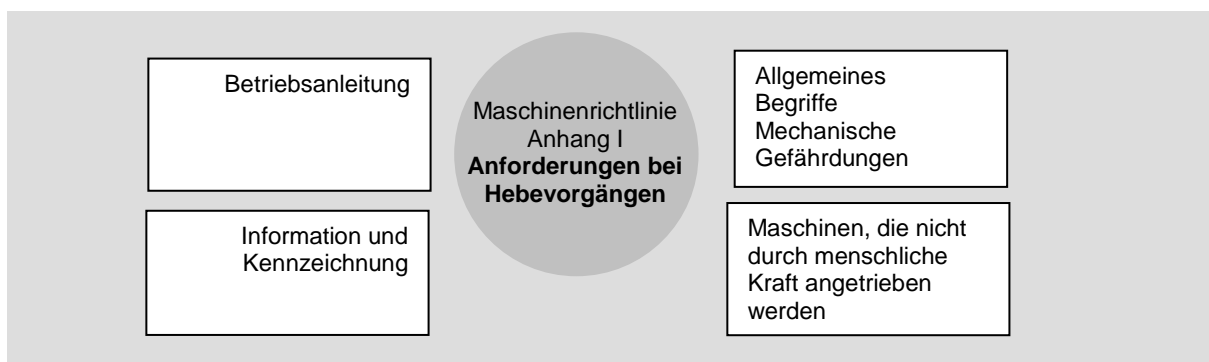 Betriebsanleitung
Information und
Kennzeichnung
Maschinenrichtlinie
Anhang I
Anforderungen bei
Hebevorgängen
Allgemeines
Begriffe
Mechanische
Gefährdungen
Maschinen, die nicht
durch menschliche
Kraft angetrieben
werden